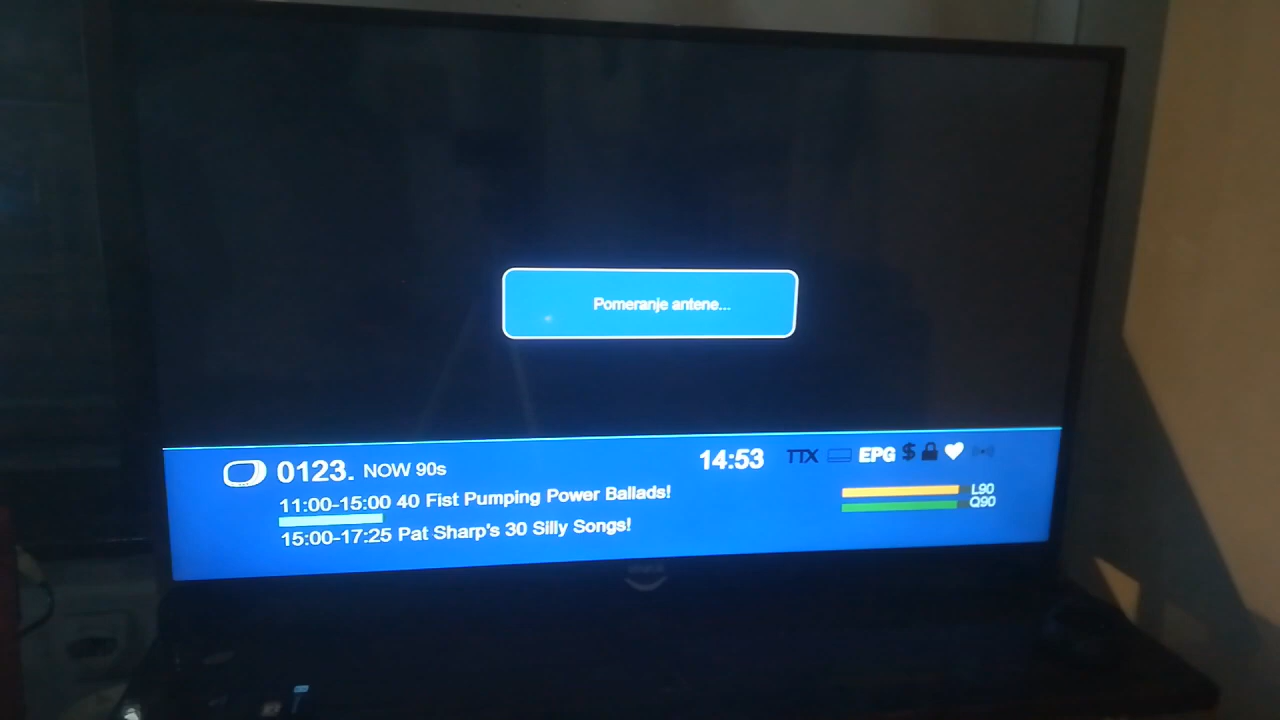 Pomeranje antene...
0123. NOW 90s
14:53 TTX EPG $
11:00-15:00 40 Fist Pumping Power Ballads!
L90
Q90
15:00-17:25 Pat Sharp's 30 Silly Songs!